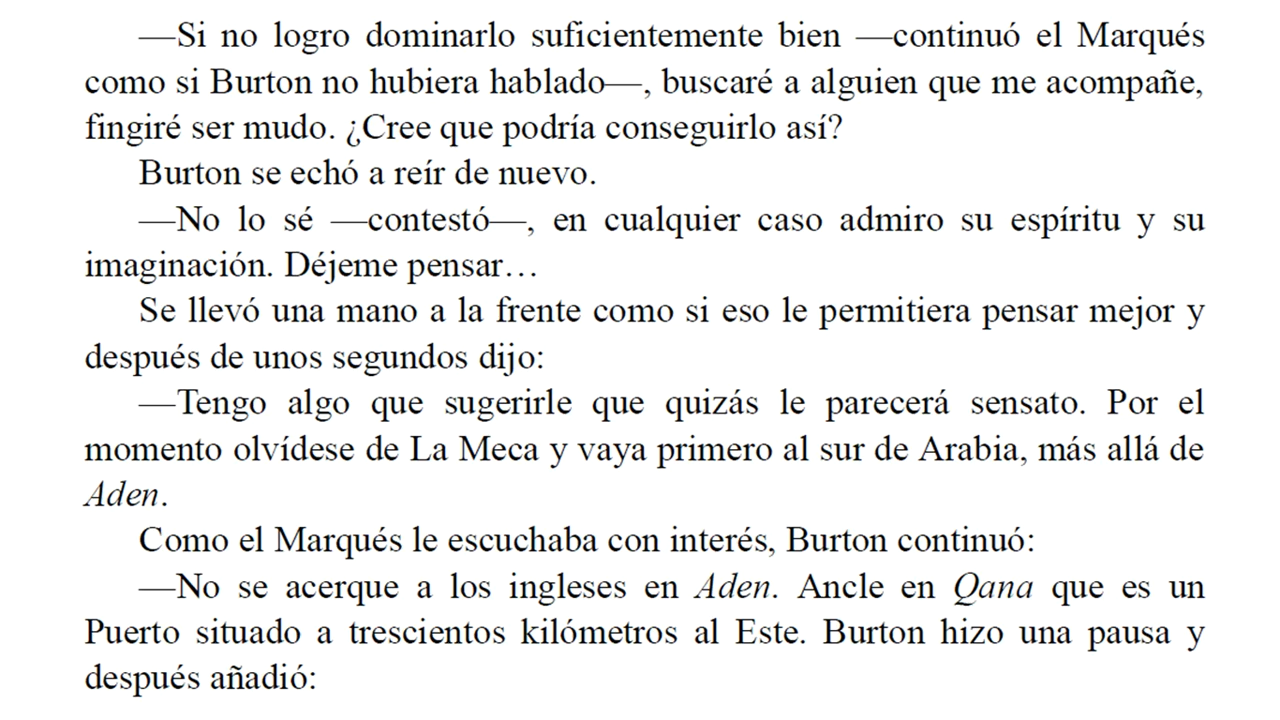 —Si no logro dominarlo suficientemente bien —continuó el Marqués
como si Burton no hubiera hablado—, buscaré a alguien que me acompañe,
fingiré ser mudo. ¿Cree que podría conseguirlo así?
Burton se echó a reír de nuevo.
—No lo sé —contestó—, en cualquier caso admiro su espíritu y su
imaginación. Déjeme pensar…
Se llevó una mano a la frente como si eso le permitiera pensar mejor y
después de unos segundos dijo:
—Tengo algo que sugerirle que quizás le parecerá sensato. Por el
momento olvídese de La Meca y vaya primero al sur de Arabia, más allá de
Aden.
Como el Marqués le escuchaba con interés, Burton continuó:
—No se acerque a los ingleses en Aden. Ancle en Qana que es un
Puerto situado a trescientos kilómetros al Este. Burton hizo una pausa y
después añadió: